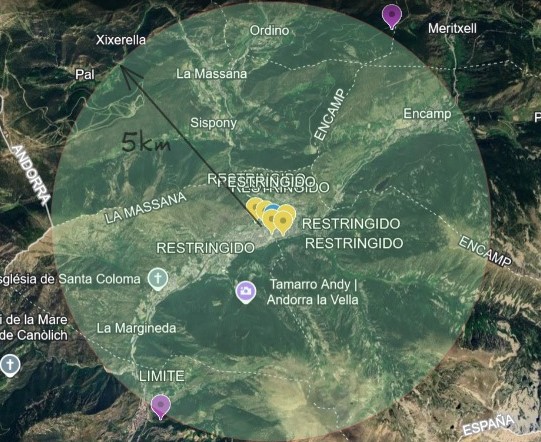 Ordino
Meritxell
Xixerella
Pal
La Massana
ENCAMP
Encamp
Sispony
5km
ANDORRA
RESTRINGIDO
RESTRINGIDO
LA MASSANA
RESTRINGIDO
RESTRINGIDO
RESTRINGIDO
ENCAMP
sglésia de Santa Coloma
Tamarro Andy |
Andorra la Vella
i de la Mare
de Canòlich
La Margineda
LIMITE
ESPAÑA